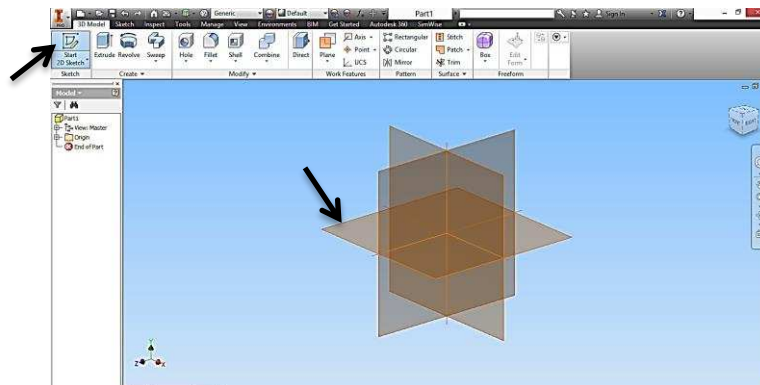 PRO Generic Default Part1 Sign In
3D Model Sketch Inspect Tools Manage View Environments BIM Get Started Autodesk 360 SimWise
Start 2D Sketch Extrude Revolve Sweep Hole Fillet Shell Combine Direct Plane Axis Point UCS Rectangular Circular Mirror Stitch Patch Trim Box Edit Form
Sketch Create Modify Work Features Pattern Surface Freeform
Model
Part1
View: Master
Origin
End of Part
Y
Z X